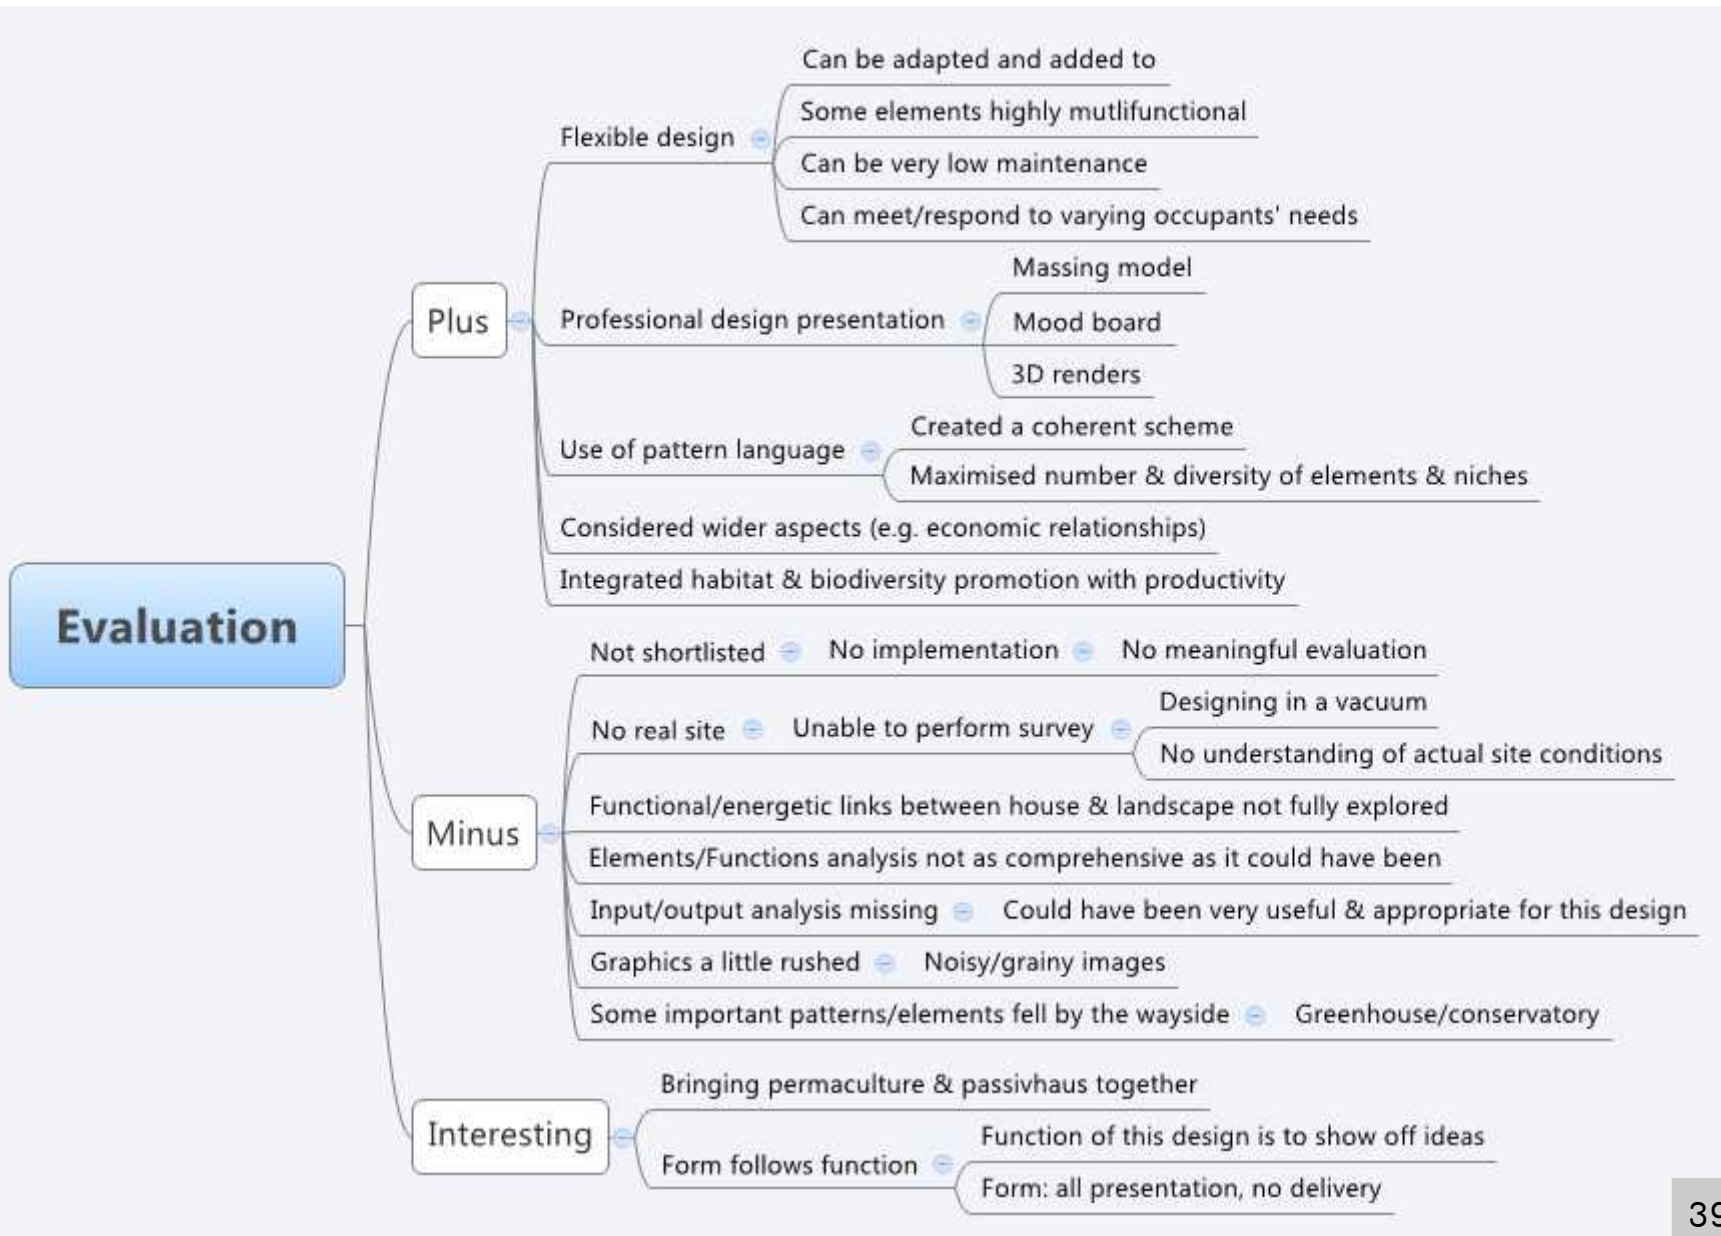 Evaluation
Plus
Flexible design
Can be adapted and added to
Some elements highly mutlifunctional
Can be very low maintenance
Can meet/respond to varying occupants' needs
Professional design presentation
Massing model
Mood board
3D renders
Use of pattern language
Created a coherent scheme
Maximised number & diversity of elements & niches
Considered wider aspects (e.g. economic relationships)
Integrated habitat & biodiversity promotion with productivity
Minus
Not shortlisted
No implementation
No meaningful evaluation
No real site
Unable to perform survey
Designing in a vacuum
No understanding of actual site conditions
Functional/energetic links between house & landscape not fully explored
Elements/Functions analysis not as comprehensive as it could have been
Input/output analysis missing
Could have been very useful & appropriate for this design
Graphics a little rushed
Noisy/grainy images
Some important patterns/elements fell by the wayside
Greenhouse/conservatory
Interesting
Bringing permaculture & passivhaus together
Form follows function
Function of this design is to show off ideas
Form: all presentation, no delivery
39